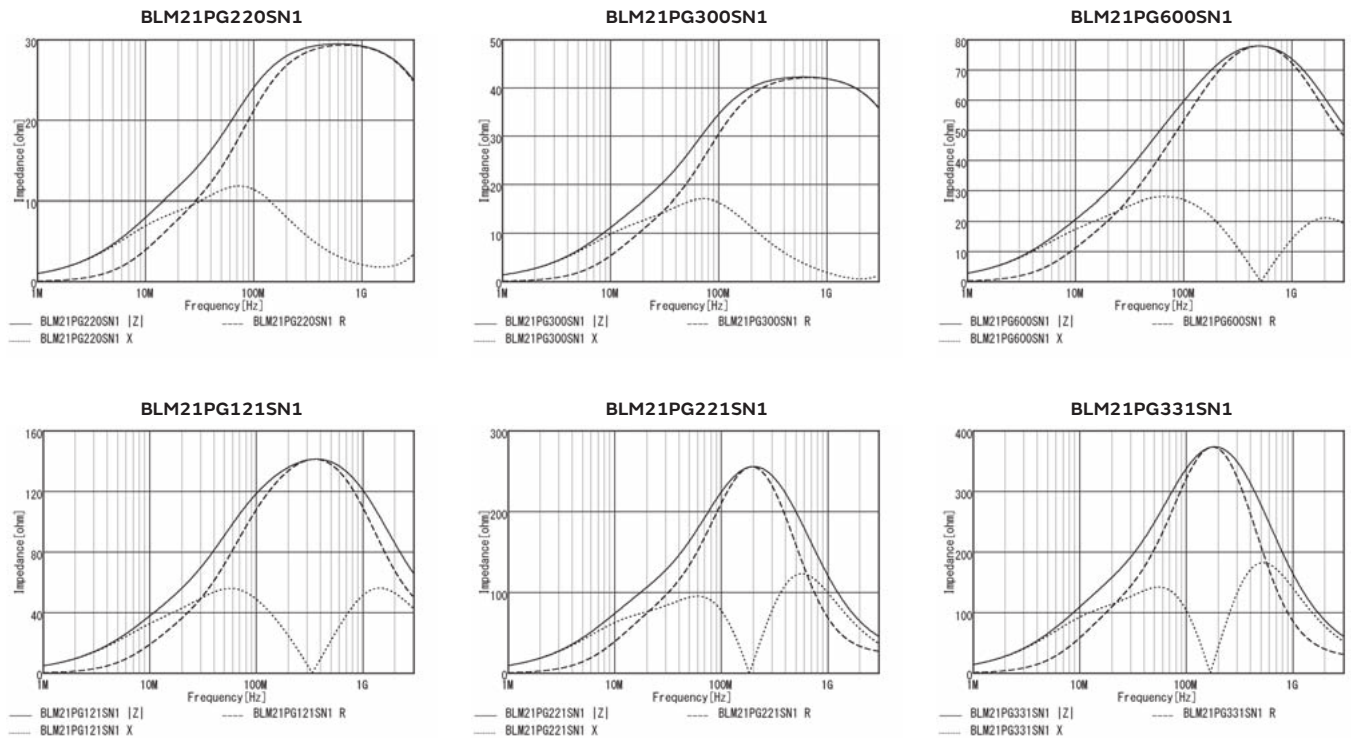 BLM21PG220SN1
30
20
10
0
Impedance[ohm]
1M 10M 100M 1G
Frequency[Hz]
BLM21PG220SN1 |Z| BLM21PG220SN1 R
BLM21PG220SN1 X
BLM21PG300SN1
50
40
30
20
10
0
Impedance[ohm]
1M 10M 100M 1G
Frequency[Hz]
BLM21PG300SN1 |Z| BLM21PG300SN1 R
BLM21PG300SN1 X
BLM21PG600SN1
80
70
60
50
40
30
20
10
0
Impedance[ohm]
1M 10M 100M 1G
Frequency[Hz]
BLM21PG600SN1 |Z| BLM21PG600SN1 R
BLM21PG600SN1 X
BLM21PG121SN1
160
120
80
40
0
Impedance[ohm]
1M 10M 100M 1G
Frequency[Hz]
BLM21PG121SN1 |Z| BLM21PG121SN1 R
BLM21PG121SN1 X
BLM21PG221SN1
300
200
100
0
Impedance[ohm]
1M 10M 100M 1G
Frequency[Hz]
BLM21PG221SN1 |Z| BLM21PG221SN1 R
BLM21PG221SN1 X
BLM21PG331SN1
400
300
200
100
0
Impedance[ohm]
1M 10M 100M 1G
Frequency[Hz]
BLM21PG331SN1 |Z| BLM21PG331SN1 R
BLM21PG331SN1 X